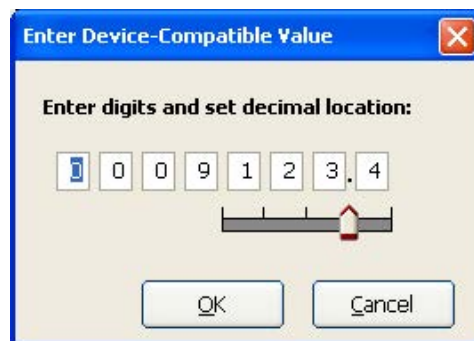 Enter Device-Compatible Value
Enter digits and set decimal location:
0 0 0 9 1 2 3 . 4
OK Cancel